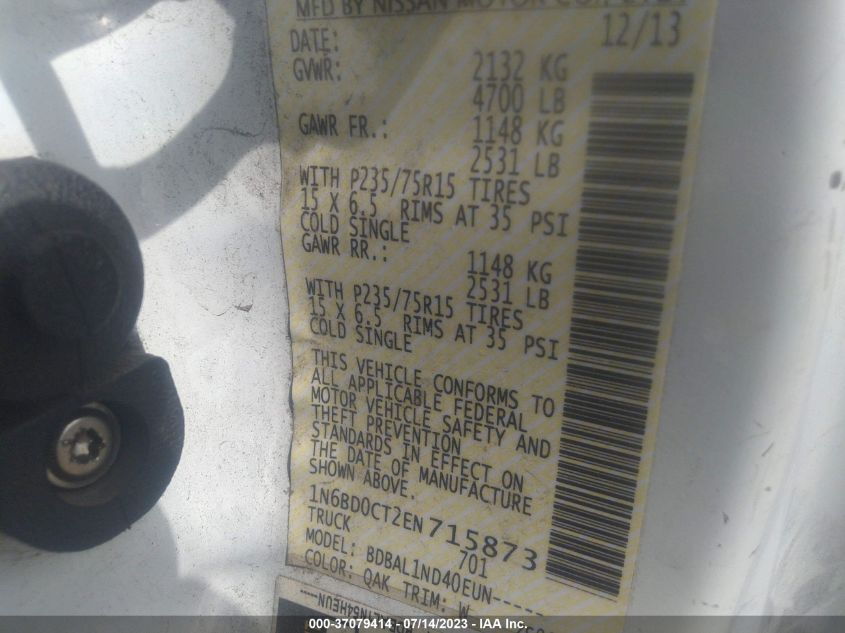 MFD BY NISSAN MOTOR CO., LTD.
DATE: 12/13
GVWR: 2132 KG
4700 LB
GAWR FR.: 1148 KG
2531 LB
WITH P235/75R15 TIRES
15 X 6.5 RIMS AT 35 PSI
COLD SINGLE
GAWR RR.: 1148 KG
2531 LB
WITH P235/75R15 TIRES
15 X 6.5 RIMS AT 35 PSI
COLD SINGLE
THIS VEHICLE CONFORMS TO
ALL APPLICABLE FEDERAL
MOTOR VEHICLE SAFETY AND
THEFT PREVENTION
STANDARDS IN EFFECT ON
THE DATE OF MANUFACTURE
SHOWN ABOVE.
1N6BD0CT2EN715873
TRUCK 701
MODEL: BDBAL1ND40EUN-----
COLOR: QAK TRIM: W
000-37079414 - 07/14/2023 - IAA Inc.